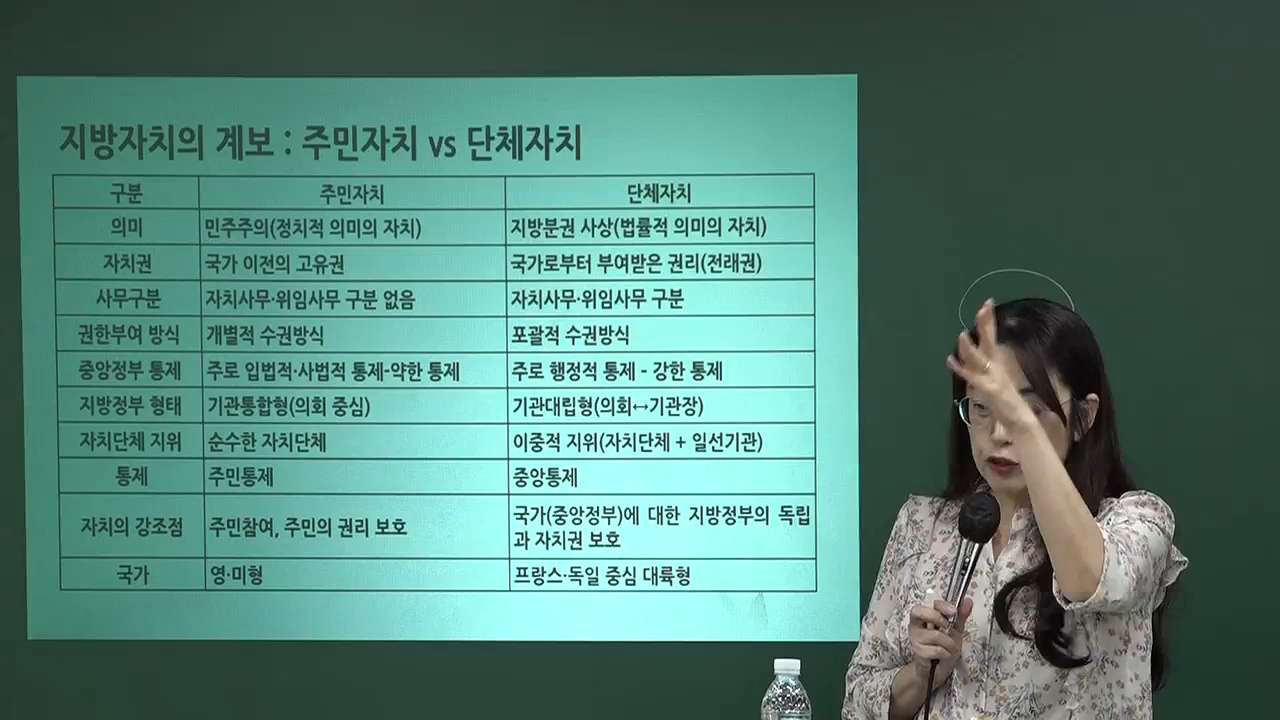 지방자치의 계보 : 주민자치 vs 단체자치
구분 주민자치 단체자치
의미 민주주의(정치적 의미의 자치) 지방분권 사상(법률적 의미의 자치)
자치권 국가 이전의 고유권 국가로부터 부여받은 권리(전래권)
사무구분 자치사무·위임사무 구분 없음 자치사무·위임사무 구분
권한부여 방식 개별적 수권방식 포괄적 수권방식
중앙정부 통제 주로 입법적·사법적 통제-약한 통제 주로 행정적 통제 - 강한 통제
지방정부 형태 기관통합형(의회 중심) 기관대립형(의회↔기관장)
자치단체 지위 순수한 자치단체 이중적 지위(자치단체 + 일선기관)
통제 주민통제 중앙통제
자치의 강조점 주민참여, 주민의 권리 보호 국가(중앙정부)에 대한 지방정부의 독립
과 자치권 보호
국가 영·미형 프랑스·독일 중심 대륙형